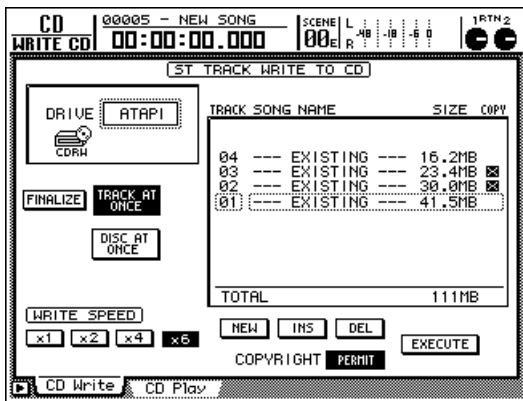 CD
WRITE CD
00005 - NEW SONG
00:00:00.000
SCENE
00E
L
R -48 -18 -6 0
1RTN2
C C
ST TRACK WRITE TO CD
DRIVE ATAPI
CDRW
TRACK SONG NAME SIZE COPY
04 --- EXISTING --- 16.2MB
03 --- EXISTING --- 23.4MB
02 --- EXISTING --- 30.0MB
01 --- EXISTING --- 41.5MB
TOTAL 111MB
FINALIZE
TRACK AT
ONCE
DISC AT
ONCE
WRITE SPEED
x1 x2 x4 x6
NEW INS DEL
EXECUTE
COPYRIGHT PERMIT
CD Write CD Play